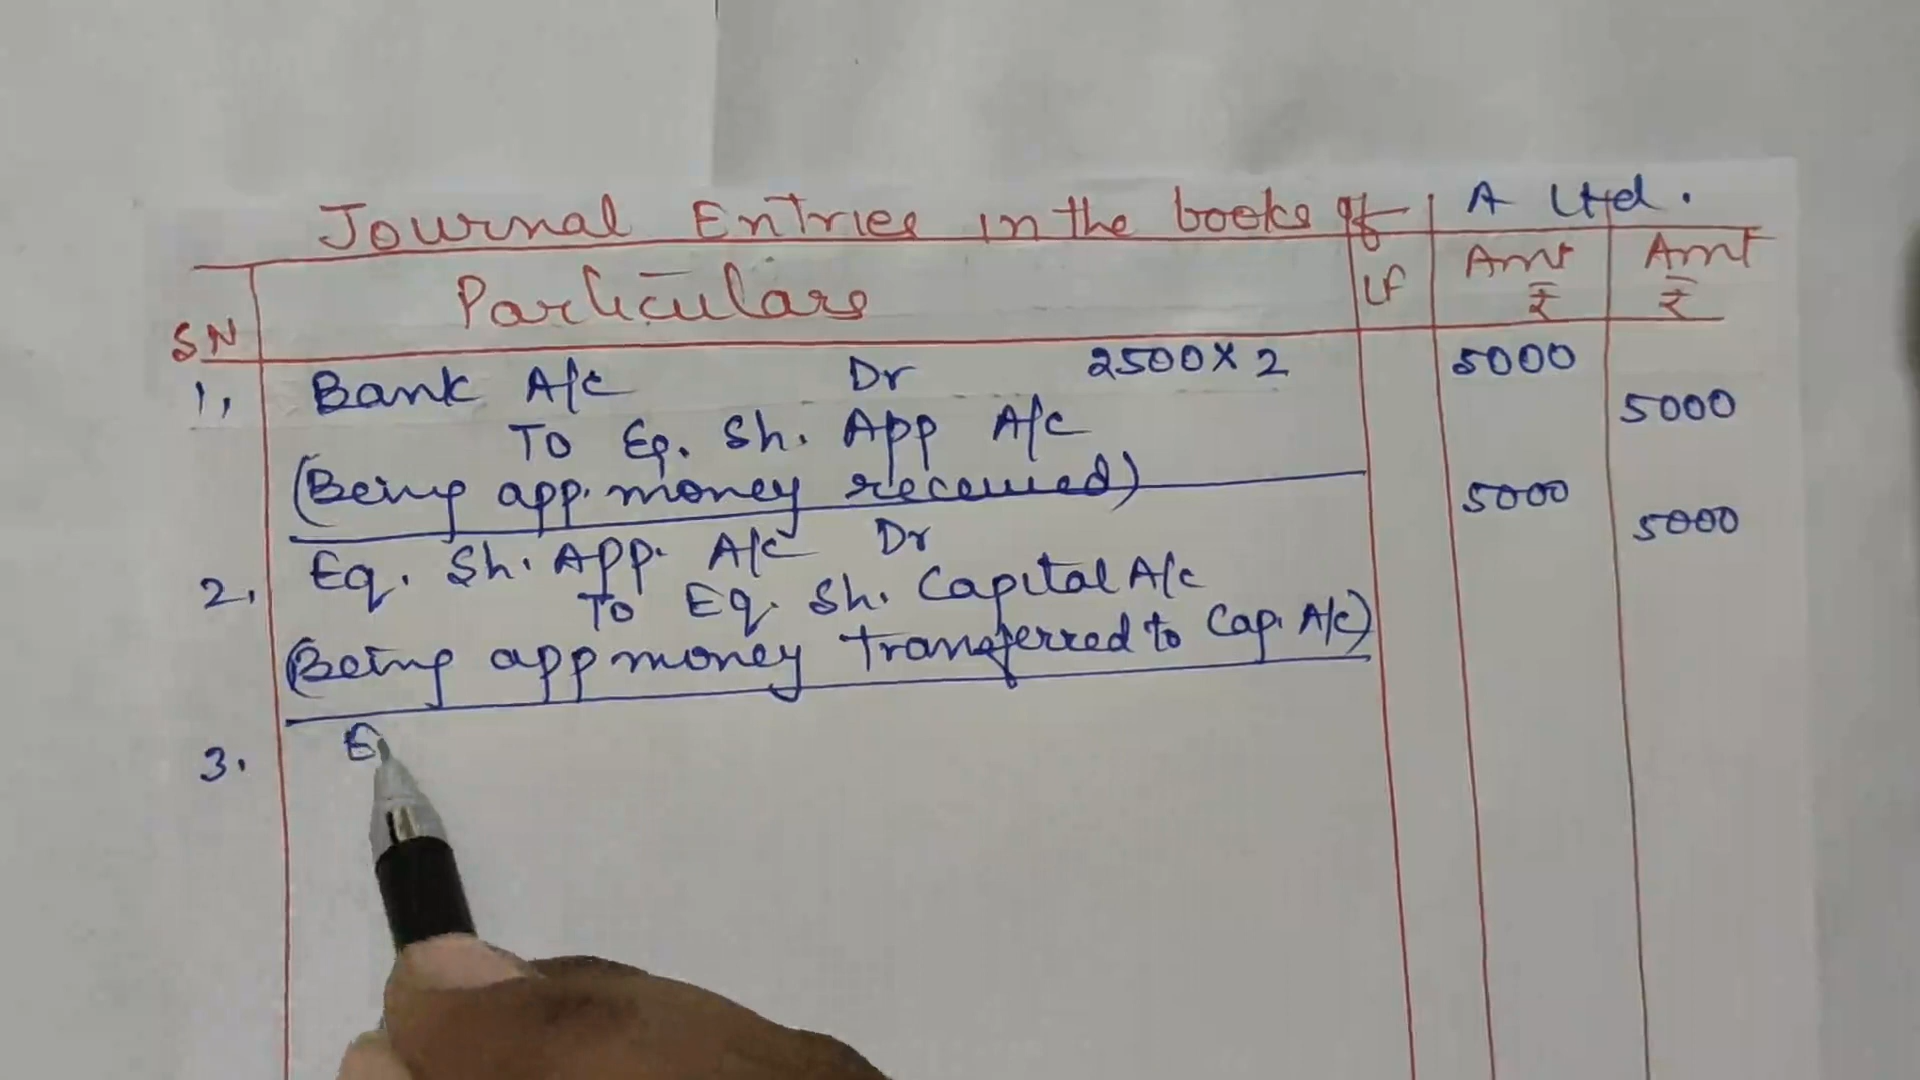 Journal Entries in the books of A Ltd.
SN Particulars LF Amt ₹ Amt ₹
1, Bank A/c Dr 2500 × 2 5000
To Eq. Sh. App A/c 5000
(Being app. money received)
2. Eq. Sh. App. A/c Dr 5000
To Eq. Sh. Capital A/c 5000
(Being app money transferred to Cap. A/c)
3. E